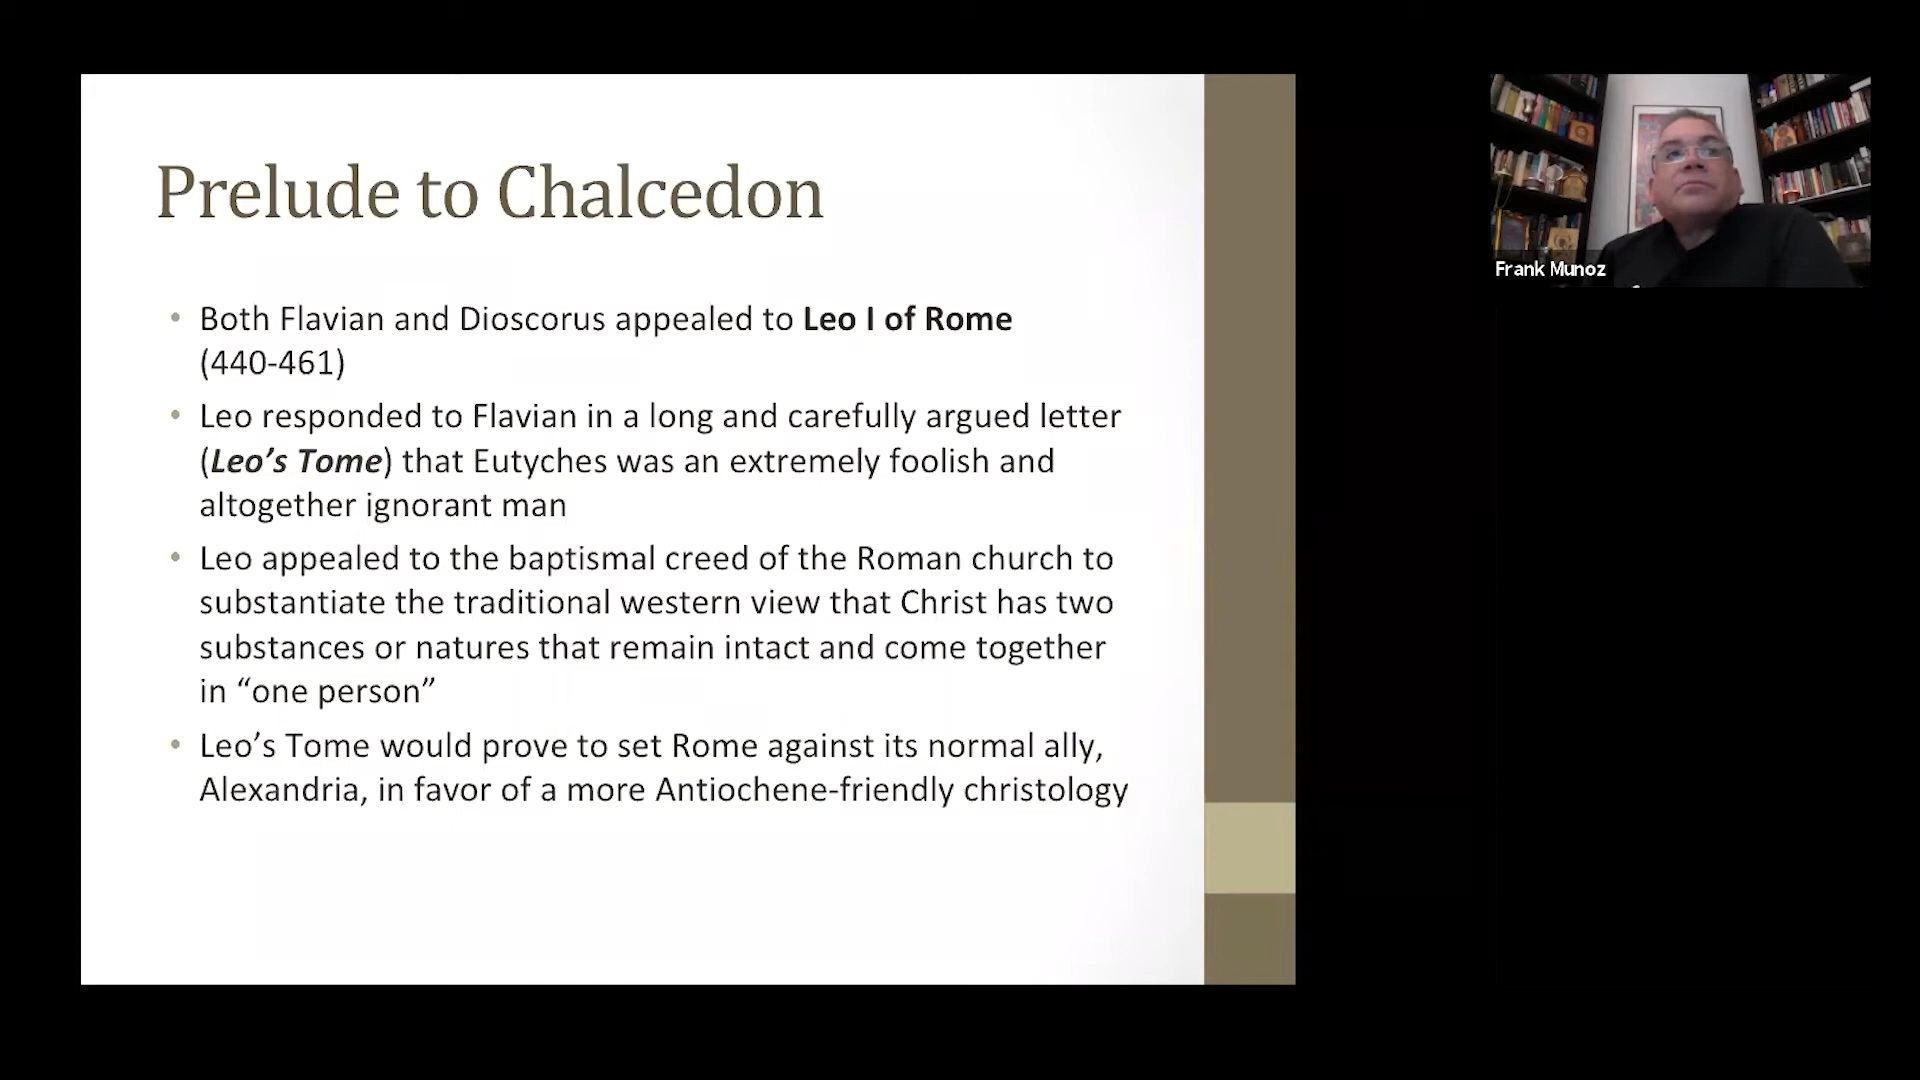 Prelude to Chalcedon
• Both Flavian and Dioscorus appealed to Leo I of Rome
(440-461)
• Leo responded to Flavian in a long and carefully argued letter
(Leo’s Tome) that Eutyches was an extremely foolish and
altogether ignorant man
• Leo appealed to the baptismal creed of the Roman church to
substantiate the traditional western view that Christ has two
substances or natures that remain intact and come together
in “one person”
• Leo’s Tome would prove to set Rome against its normal ally,
Alexandria, in favor of a more Antiochene-friendly christology
Frank Munoz